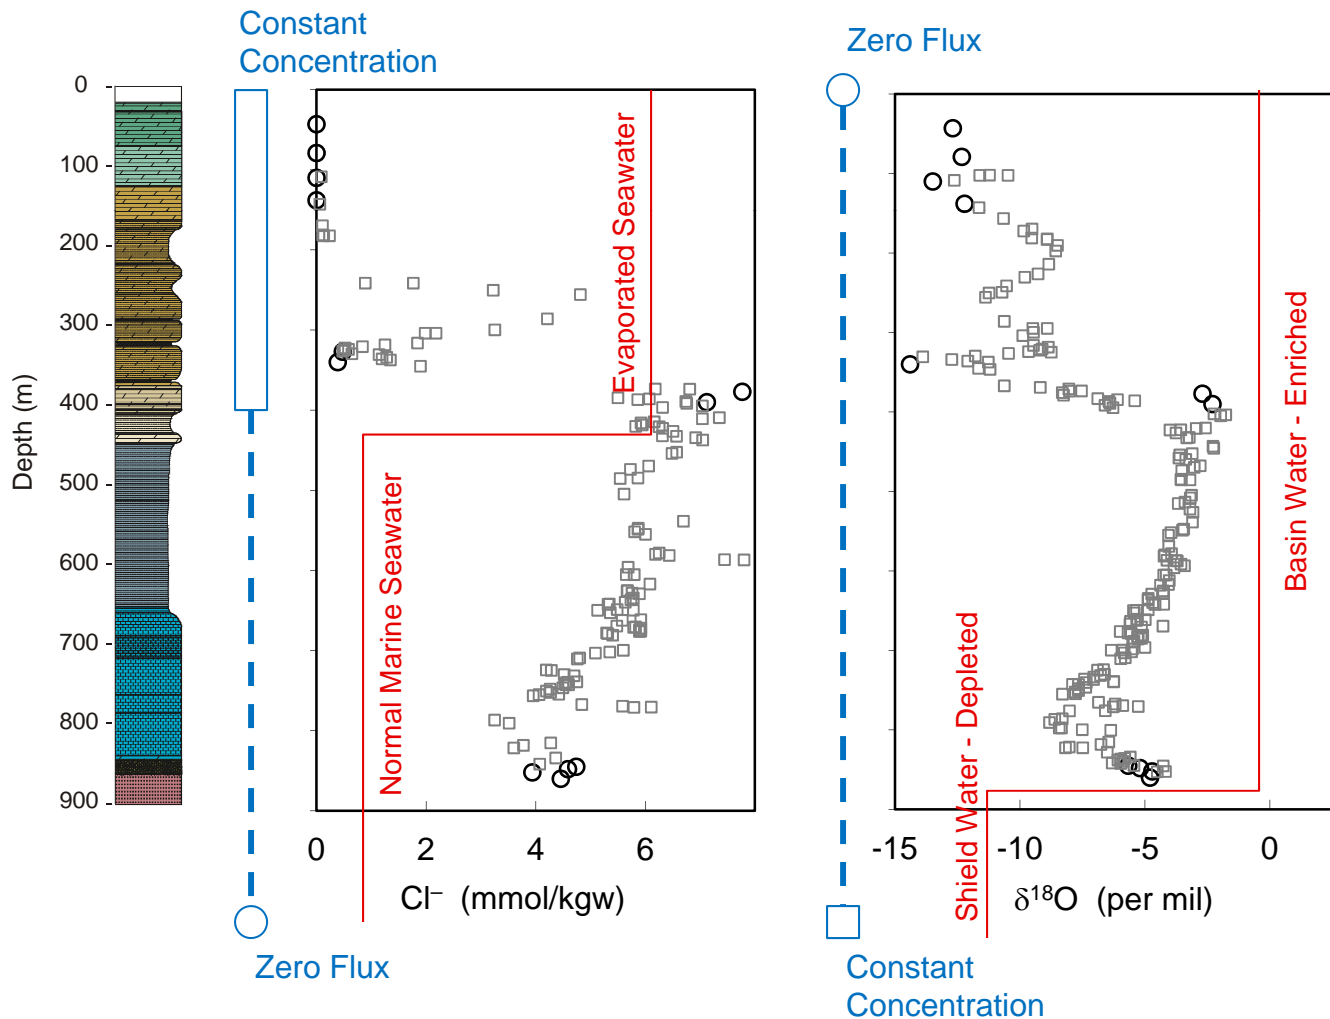 Constant
Concentration
Zero Flux
0
100
200
300
400
500
600
700
800
900
Depth (m)
Evaporated Seawater
Normal Marine Seawater
0 2 4 6
Cl⁻ (mmol/kgw)
Zero Flux
Basin Water - Enriched
Shield Water - Depleted
-15 -10 -5 0
δ¹⁸O (per mil)
Constant
Concentration